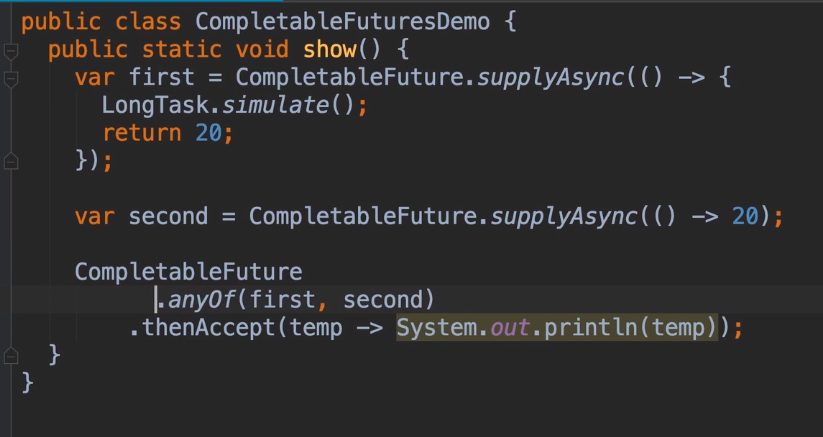 public class CompletableFuturesDemo {
public static void show() {
var first = CompletableFuture.supplyAsync(() -> {
LongTask.simulate();
return 20;
});
var second = CompletableFuture.supplyAsync(() -> 20);
CompletableFuture
.anyOf(first, second)
.thenAccept(temp -> System.out.println(temp));
}
}